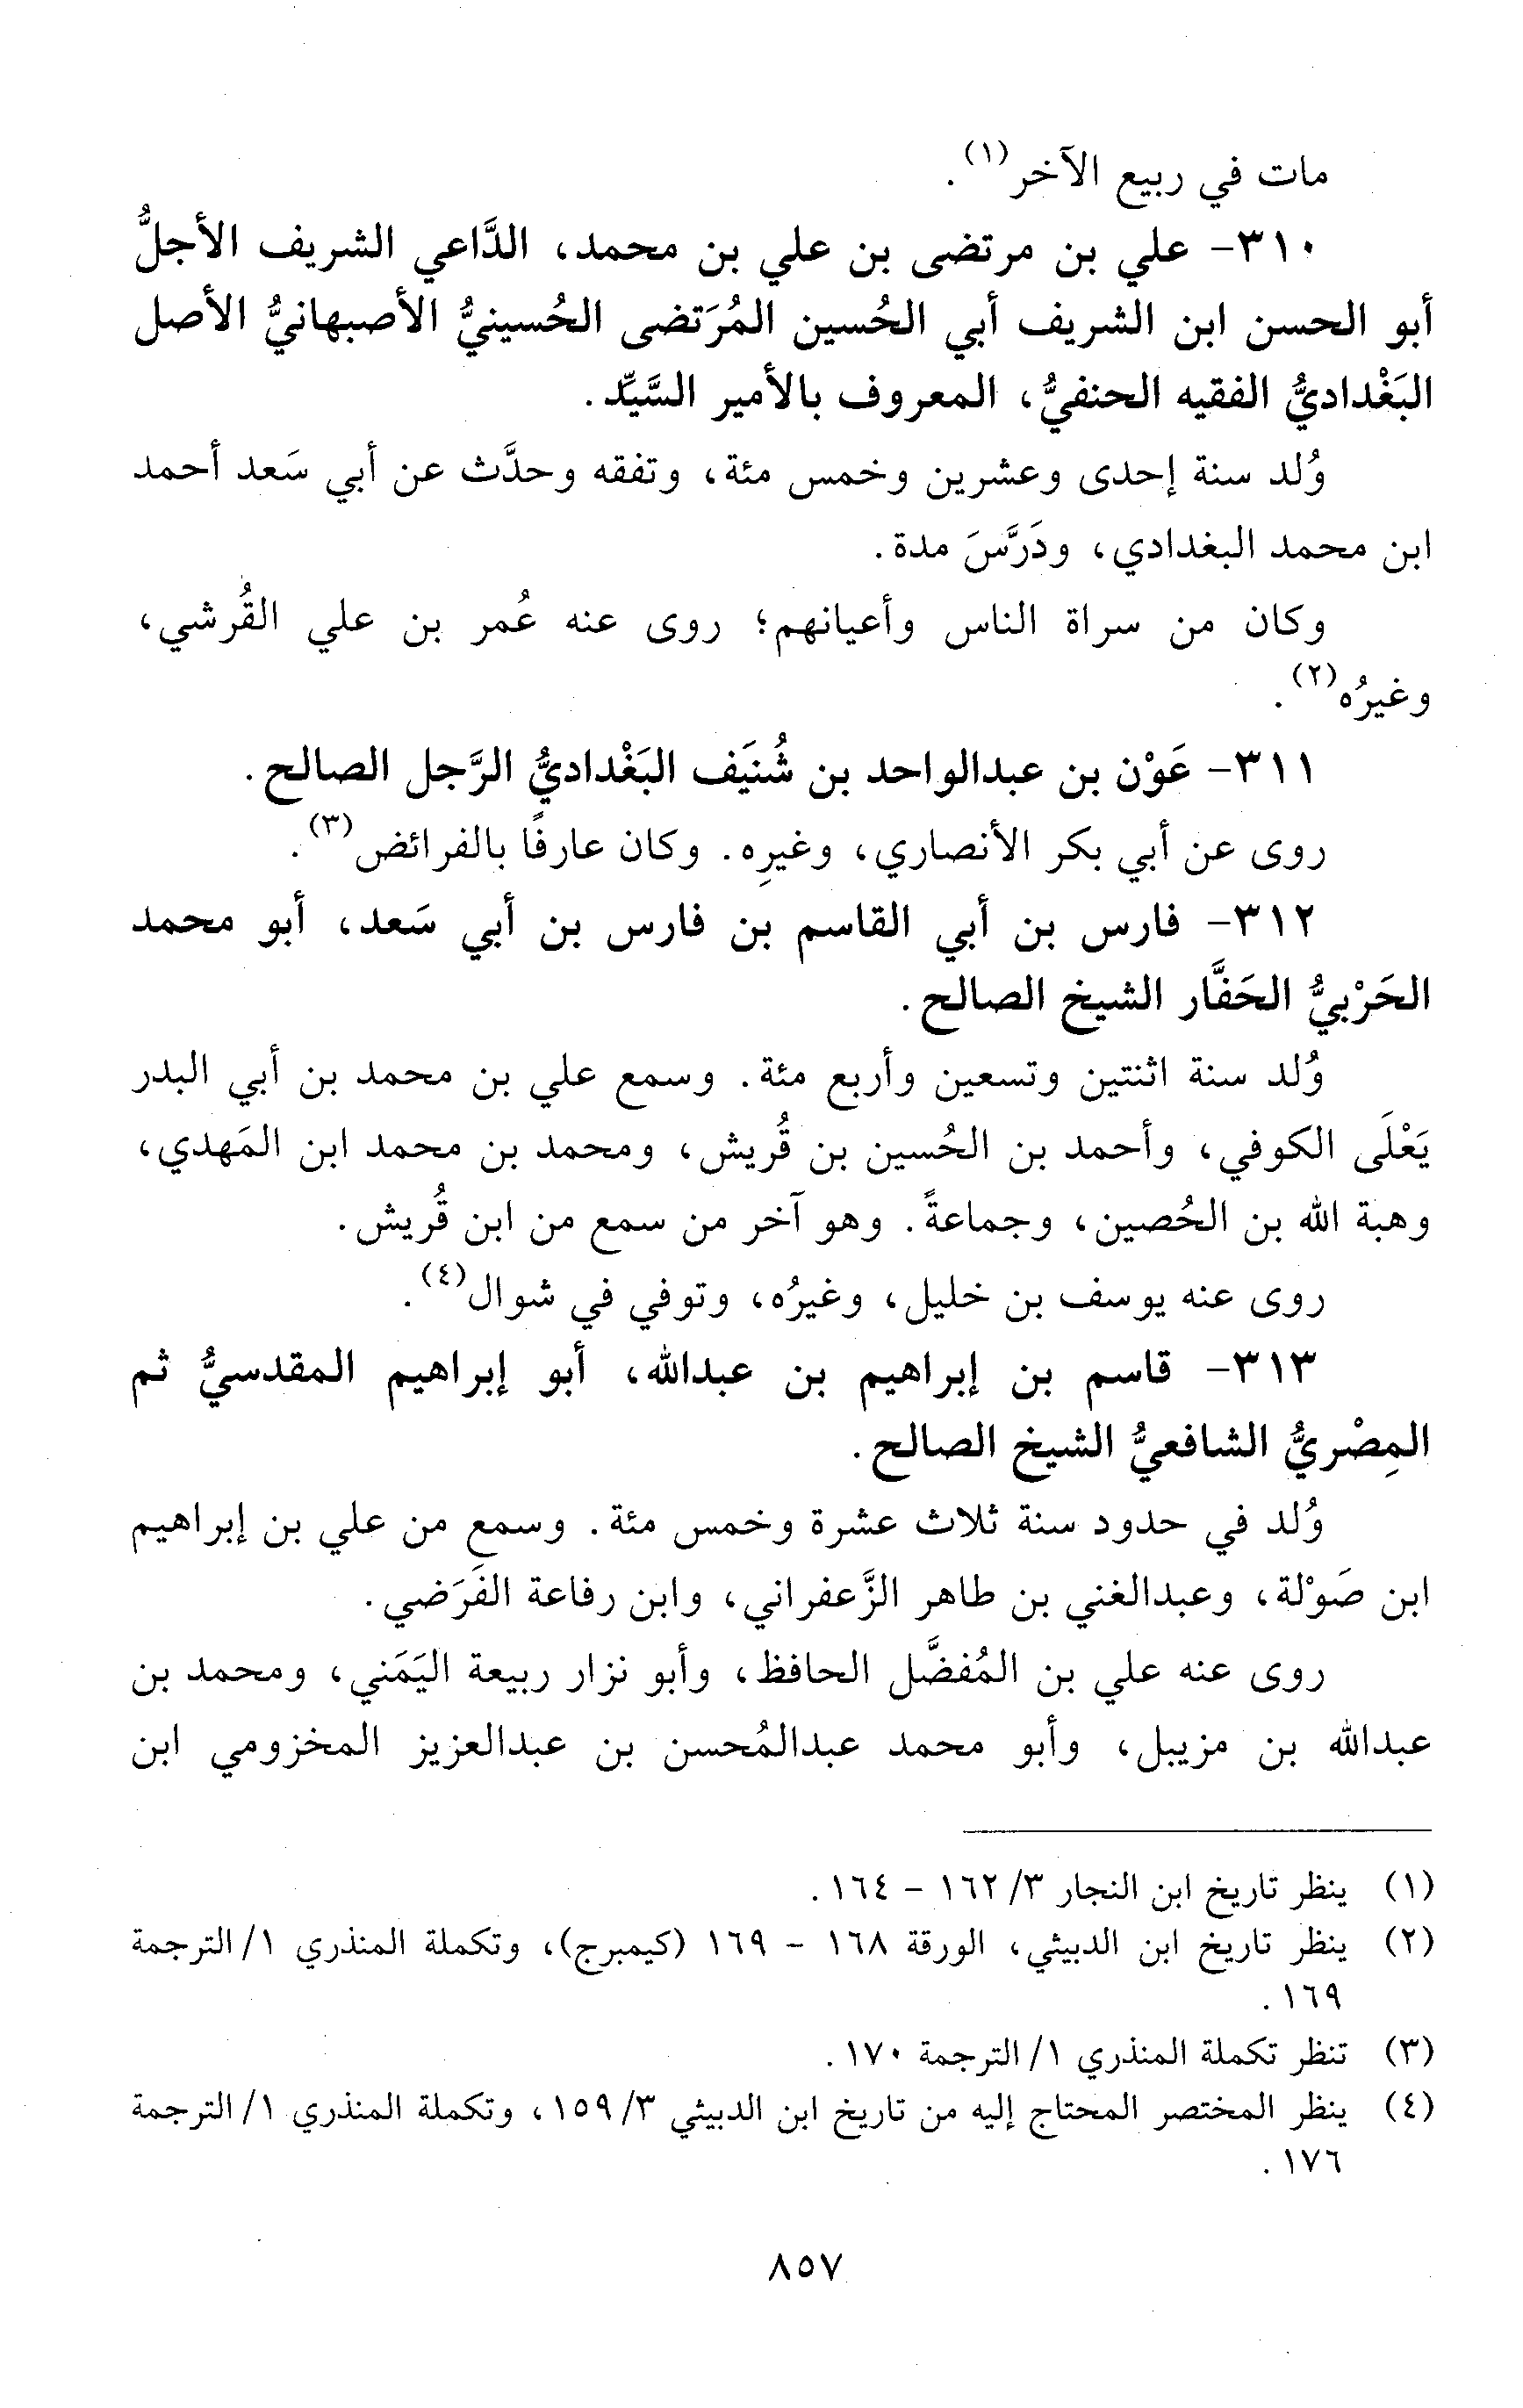 مات في ربيع الآخر(١).
٣١٠- علي بن مرتضى بن علي بن محمد، الدَّاعي الشريف الأجلُّ
أبو الحسن ابن الشريف أبي الحُسين المُرَتضى الحُسينيُّ الأصبهانيُّ الأصل
البَغْداديُّ الفقيه الحنفيُّ، المعروف بالأمير السَّيِّد.
وُلد سنة إحدى وعشرين وخمس مئة، وتفقه وحدَّث عن أبي سَعد أحمد
ابن محمد البغدادي، ودَرَّسَ مدة.
وكان من سراة الناس وأعيانهم؛ روى عنه عُمر بن علي القُرشي،
وغيرُه(٢).
٣١١- عَوْن بن عبدالواحد بن شُنَيف البَغْداديُّ الرَّجل الصالح.
روى عن أبي بكر الأنصاري، وغيرِه. وكان عارفًا بالفرائض(٣).
٣١٢- فارس بن أبي القاسم بن فارس بن أبي سَعد، أبو محمد
الحَرْبيُّ الحَفَّار الشيخ الصالح.
وُلد سنة اثنتين وتسعين وأربع مئة. وسمع علي بن محمد بن أبي البدر
يَعْلَى الكوفي، وأحمد بن الحُسين بن قُريش، ومحمد بن محمد ابن المَهدي،
وهبة الله بن الحُصين، وجماعةً. وهو آخر من سمع من ابن قُريش.
روى عنه يوسف بن خليل، وغيرُه، وتوفي في شوال(٤).
٣١٣- قاسم بن إبراهيم بن عبدالله، أبو إبراهيم المقدسيُّ ثم
المِصْريُّ الشافعيُّ الشيخ الصالح.
وُلد في حدود سنة ثلاث عشرة وخمس مئة. وسمع من علي بن إبراهيم
ابن صَوْلة، وعبدالغني بن طاهر الزَّعفراني، وابن رفاعة الفَرَضي.
روى عنه علي بن المُفضَّل الحافظ، وأبو نزار ربيعة اليَمَني، ومحمد بن
عبدالله بن مزيبل، وأبو محمد عبدالمُحسن بن عبدالعزيز المخزومي ابن
(١) ينظر تاريخ ابن النجار ٣/ ١٦٢ - ١٦٤.
(٢) ينظر تاريخ ابن الدبيثي، الورقة ١٦٨ - ١٦٩ (كيمبرج)، وتكملة المنذري ١/ الترجمة
١٦٩.
(٣) تنظر تكملة المنذري ١/ الترجمة ١٧٠.
(٤) ينظر المختصر المحتاج إليه من تاريخ ابن الدبيثي ٣/ ١٥٩، وتكملة المنذري ١/ الترجمة
١٧٦.
٨٥٧